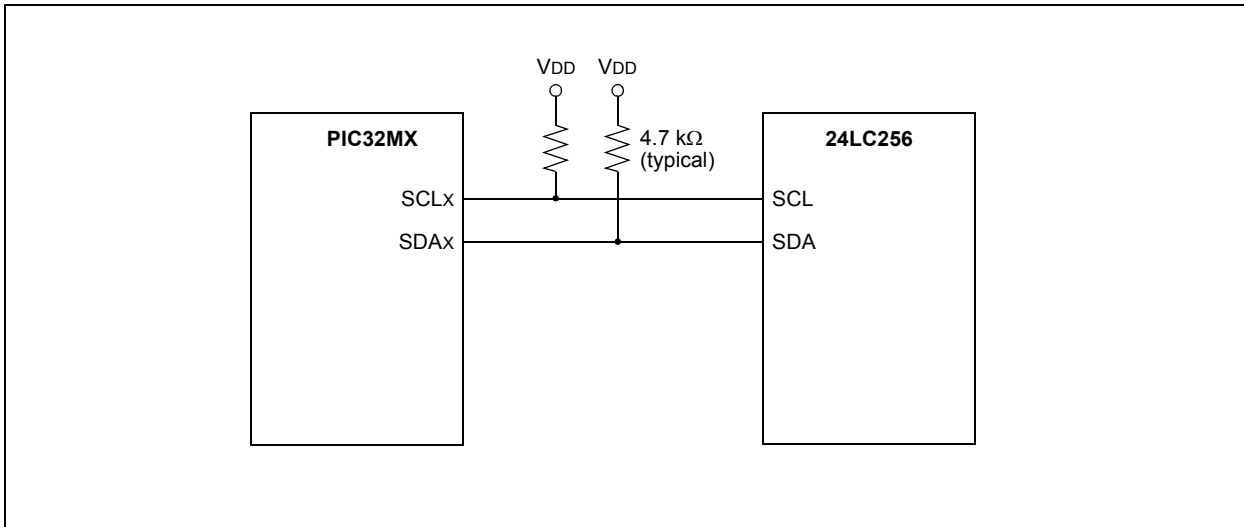 VDD VDD
PIC32MX
4.7 kΩ
(typical)
24LC256
SCLX
SCL
SDAX
SDA